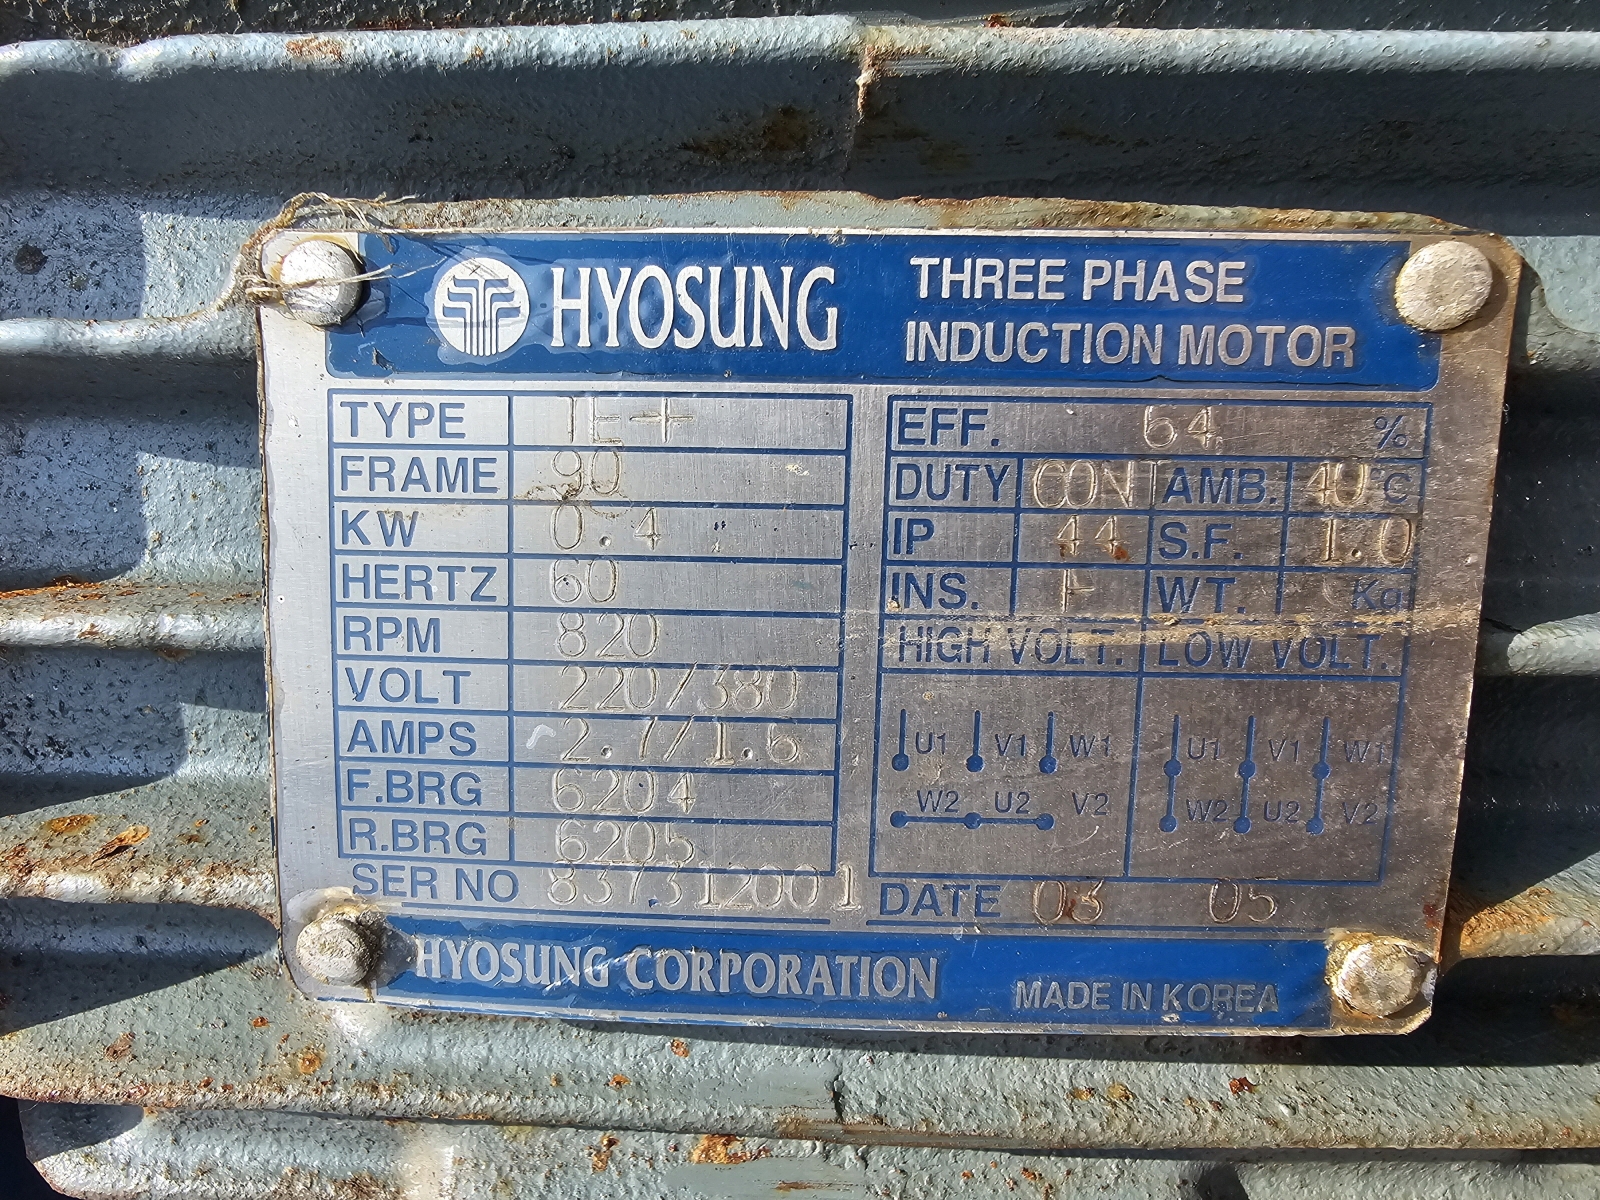 HYOSUNG
THREE PHASE
INDUCTION MOTOR
TYPE TE+
FRAME 90
KW 0.4
HERTZ 60
RPM 820
VOLT 220/380
AMPS 2.7/1.6
F.BRG 6204
R.BRG 6205
SER NO 837312001
EFF. 64 %
DUTY CONT AMB. 40°C
IP 44 S.F. 1.0
INS. F WT. Kg
HIGH VOLT. LOW VOLT.
U1 V1 W1 U1 V1 W1
W2 U2 V2 W2 U2 V2
DATE 03 05
HYOSUNG CORPORATION
MADE IN KOREA